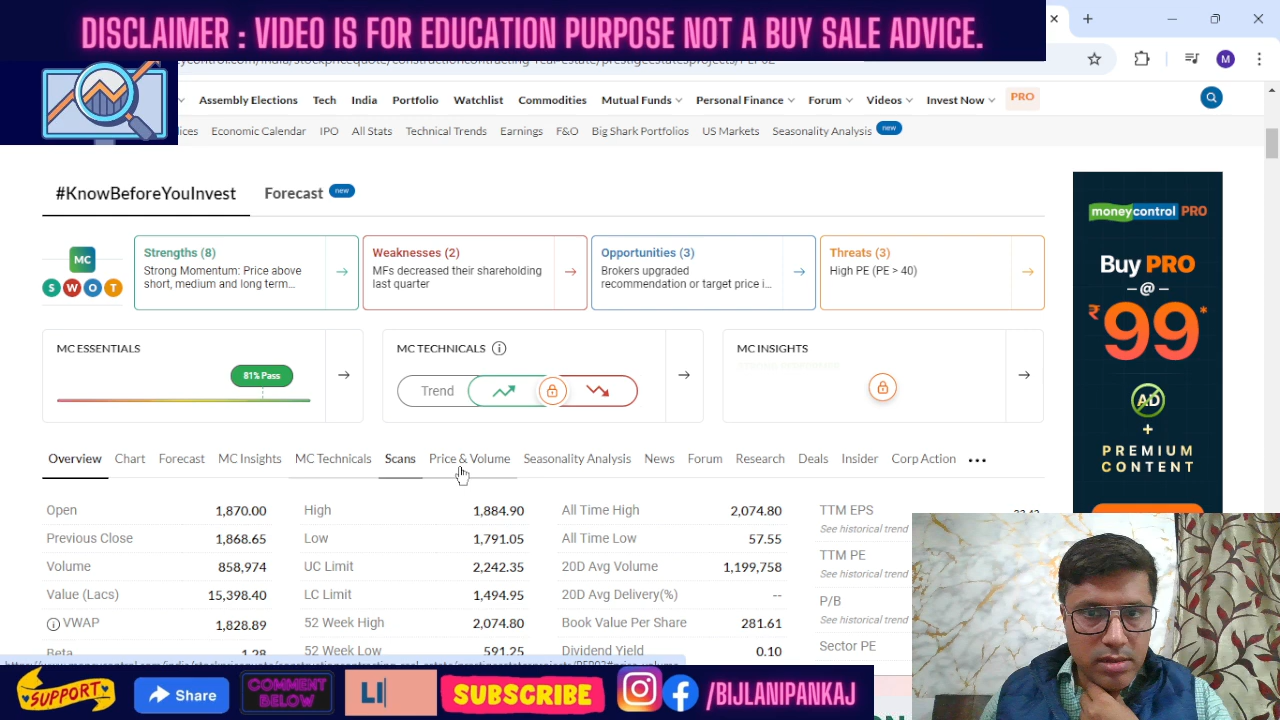 DISCLAIMER : VIDEO IS FOR EDUCATION PURPOSE NOT A BUY SALE ADVICE.
Assembly Elections Tech India Portfolio Watchlist Commodities Mutual Funds Personal Finance Forum Videos Invest Now PRO
Economic Calendar IPO All Stats Technical Trends Earnings F&O Big Shark Portfolios US Markets Seasonality Analysis new
#KnowBeforeYouInvest Forecast new
MC
S W O T
Strengths (8)
Strong Momentum: Price above
short, medium and long term...
Weaknesses (2)
MFs decreased their shareholding
last quarter
Opportunities (3)
Brokers upgraded
recommendation or target price i...
Threats (3)
High PE (PE > 40)
MC ESSENTIALS
81% Pass
MC TECHNICALS
Trend
MC INSIGHTS
Overview Chart Forecast MC Insights MC Technicals Scans Price & Volume Seasonality Analysis News Forum Research Deals Insider Corp Action
Open 1,870.00
Previous Close 1,868.65
Volume 858,974
Value (Lacs) 15,398.40
VWAP 1,828.89
Beta 1.28
High 1,884.90
Low 1,791.05
UC Limit 2,242.35
LC Limit 1,494.95
52 Week High 2,074.80
52 Week Low 591.25
All Time High 2,074.80
All Time Low 57.55
20D Avg Volume 1,199,758
20D Avg Delivery(%) --
Book Value Per Share 281.61
Dividend Yield 0.10
TTM EPS
See historical trend
TTM PE
See historical trend
P/B
See historical trend
Sector PE
moneycontrol PRO
Buy PRO
@
₹99*
AD
+
PREMIUM
CONTENT
M
SUPPORT
Share
COMMENT
BELOW
LI
SUBSCRIBE
/BIJLANIPANKAJ